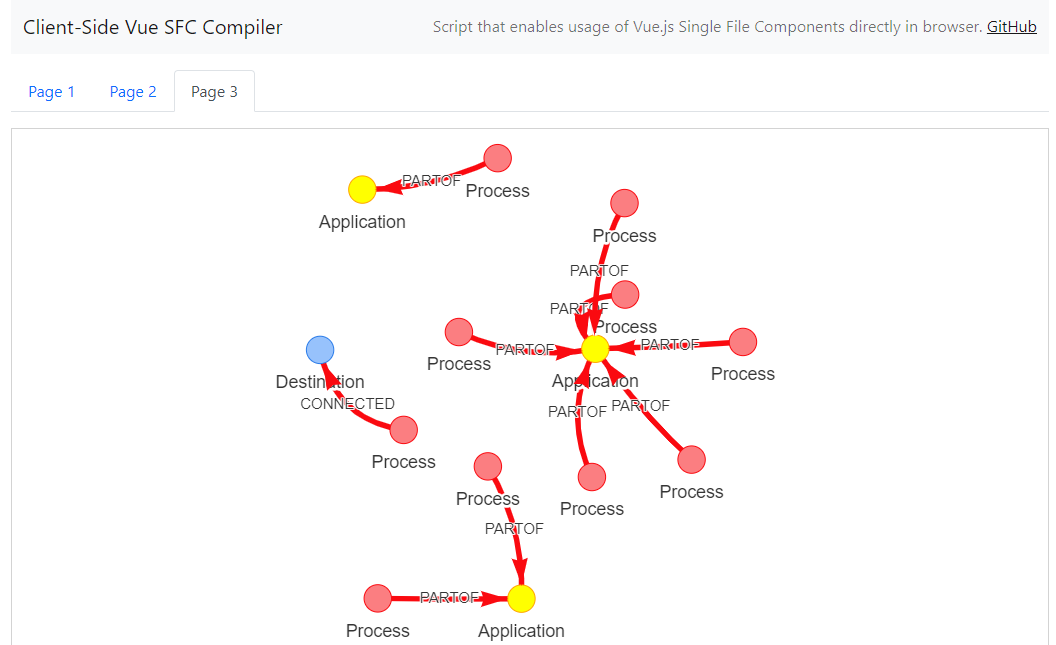 Client-Side Vue SFC Compiler
Script that enables usage of Vue.js Single File Components directly in browser. GitHub
Page 1
Page 2
Page 3
PARTOF
Process
Application
Process
PARTOF
PARTOF
Process
PARTOF
PARTOF
Process
Process
Application
Destination
CONNECTED
PARTOF
PARTOF
Process
Process
Process
Process
PARTOF
PARTOF
Process
Application